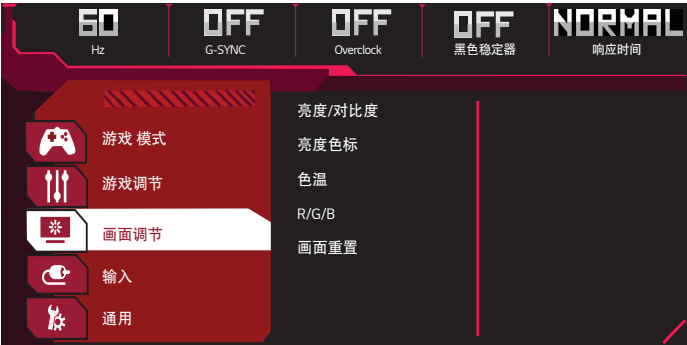 60 OFF OFF OFF NORMAL
Hz G-SYNC Overclock 黑色稳定器 响应时间
游戏 模式
游戏调节
画面调节
输入
通用
亮度/对比度
亮度色标
色温
R/G/B
画面重置